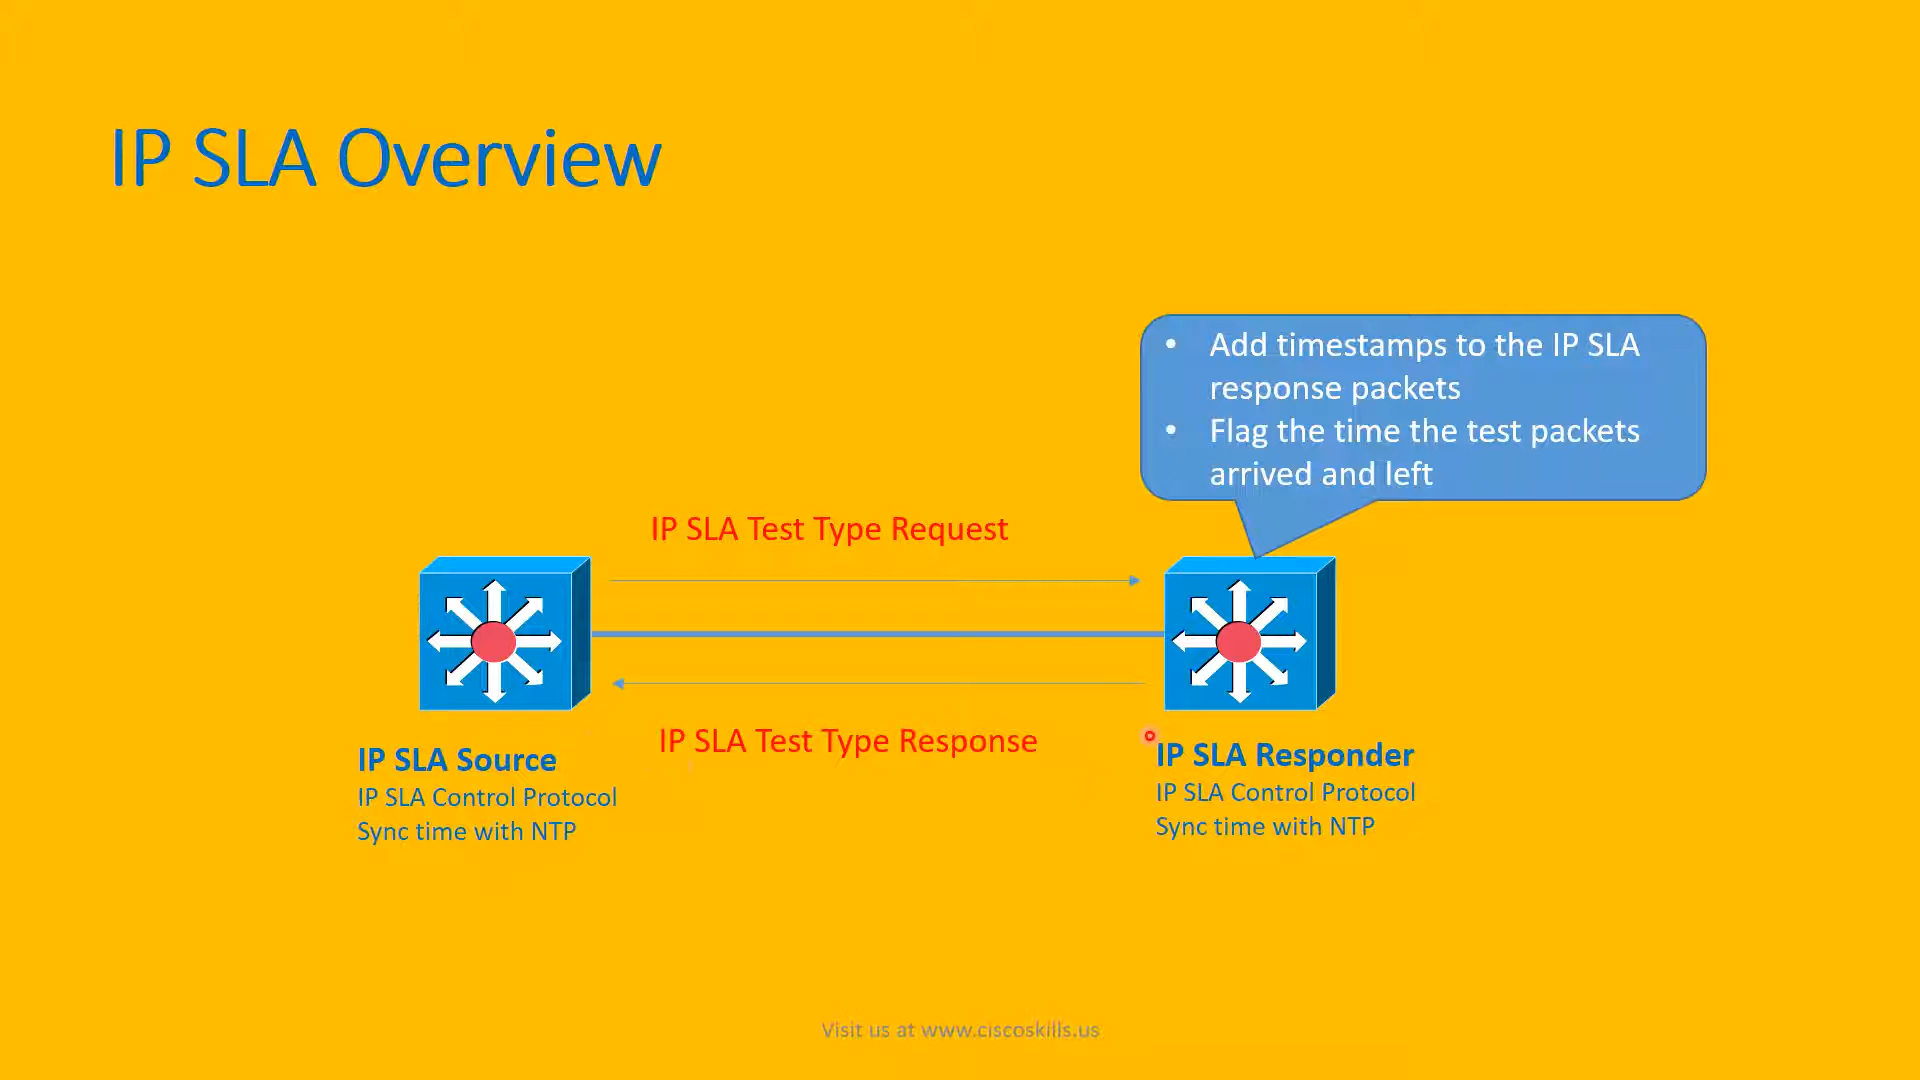 IP SLA Overview
• Add timestamps to the IP SLA
response packets
• Flag the time the test packets
arrived and left
IP SLA Test Type Request
IP SLA Test Type Response
IP SLA Source
IP SLA Control Protocol
Sync time with NTP
IP SLA Responder
IP SLA Control Protocol
Sync time with NTP
Visit us at www.ciscoskills.us